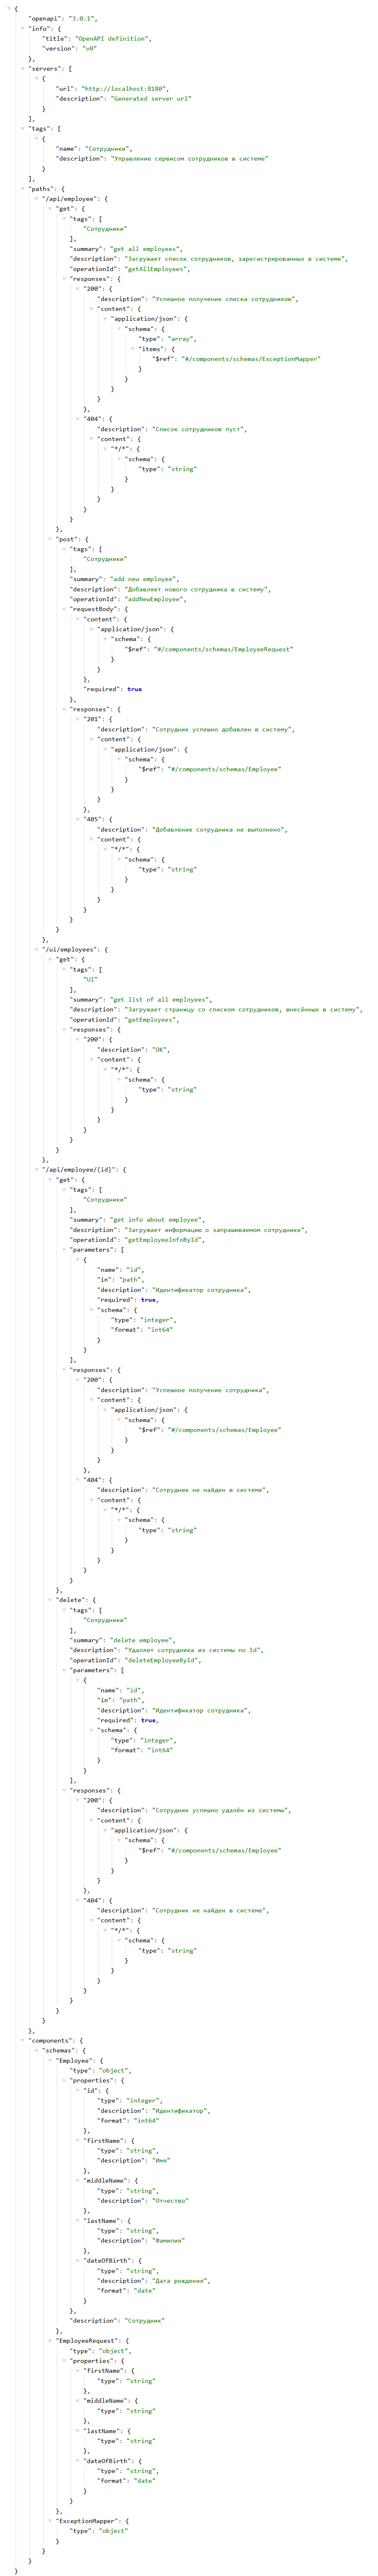 {
"openapi": "3.0.1",
"info": {
"title": "OpenAPI definition",
"version": "v0"
},
"servers": [
{
"url": "http://localhost:8180",
"description": "Generated server url"
}
],
"tags": [
{
"name": "Сотрудники",
"description": "Управление сервисом сотрудников в системе"
}
],
"paths": {
"/api/employee": {
"get": {
"tags": [
"Сотрудники"
],
"summary": "get all employees",
"description": "Загружает список сотрудников, зарегистрированных в системе",
"operationId": "getAllEmployees",
"responses": {
"200": {
"description": "Успешное получение списка сотрудников",
"content": {
"application/json": {
"schema": {
"type": "array",
"items": {
"$ref": "#/components/schemas/ExceptionMapper"
}
}
}
}
},
"404": {
"description": "Список сотрудников пуст",
"content": {
"*/*": {
"schema": {
"type": "string"
}
}
}
}
}
},
"post": {
"tags": [
"Сотрудники"
],
"summary": "add new employee",
"description": "Добавляет нового сотрудника в систему",
"operationId": "addNewEmployee",
"requestBody": {
"content": {
"application/json": {
"schema": {
"$ref": "#/components/schemas/EmployeeRequest"
}
}
},
"required": true
},
"responses": {
"201": {
"description": "Сотрудник успешно добавлен в систему",
"content": {
"application/json": {
"schema": {
"$ref": "#/components/schemas/Employee"
}
}
}
},
"405": {
"description": "Добавление сотрудника не выполнено",
"content": {
"*/*": {
"schema": {
"type": "string"
}
}
}
}
}
}
},
"/ui/employees": {
"get": {
"tags": [
"UI"
],
"summary": "get list of all employees",
"description": "Загружает страницу со списком сотрудников, внесённых в систему",
"operationId": "getEmployees",
"responses": {
"200": {
"description": "OK",
"content": {
"*/*": {
"schema": {
"type": "string"
}
}
}
}
}
}
},
"/api/employee/{id}": {
"get": {
"tags": [
"Сотрудники"
],
"summary": "get info about employee",
"description": "Загружает информацию о запрашиваемом сотруднике",
"operationId": "getEmployeeInfoById",
"parameters": [
{
"name": "id",
"in": "path",
"description": "Идентификатор сотрудника",
"required": true,
"schema": {
"type": "integer",
"format": "int64"
}
}
],
"responses": {
"200": {
"description": "Успешное получение сотрудника",
"content": {
"application/json": {
"schema": {
"$ref": "#/components/schemas/Employee"
}
}
}
},
"404": {
"description": "Сотрудник не найден в системе",
"content": {
"*/*": {
"schema": {
"type": "string"
}
}
}
}
}
},
"delete": {
"tags": [
"Сотрудники"
],
"summary": "delete employee",
"description": "Удаляет сотрудника из системы по Id",
"operationId": "deleteEmployeeById",
"parameters": [
{
"name": "id",
"in": "path",
"description": "Идентификатор сотрудника",
"required": true,
"schema": {
"type": "integer",
"format": "int64"
}
}
],
"responses": {
"200": {
"description": "Сотрудник успешно удалён из системы",
"content": {
"application/json": {
"schema": {
"$ref": "#/components/schemas/Employee"
}
}
}
},
"404": {
"description": "Сотрудник не найден в системе",
"content": {
"*/*": {
"schema": {
"type": "string"
}
}
}
}
}
}
}
},
"components": {
"schemas": {
"Employee": {
"type": "object",
"properties": {
"id": {
"type": "integer",
"description": "Идентификатор",
"format": "int64"
},
"firstName": {
"type": "string",
"description": "Имя"
},
"middleName": {
"type": "string",
"description": "Отчество"
},
"lastName": {
"type": "string",
"description": "Фамилия"
},
"dateOfBirth": {
"type": "string",
"description": "Дата рождения",
"format": "date"
}
},
"description": "Сотрудник"
},
"EmployeeRequest": {
"type": "object",
"properties": {
"firstName": {
"type": "string"
},
"middleName": {
"type": "string"
},
"lastName": {
"type": "string"
},
"dateOfBirth": {
"type": "string",
"format": "date"
}
}
},
"ExceptionMapper": {
"type": "object"
}
}
}
}